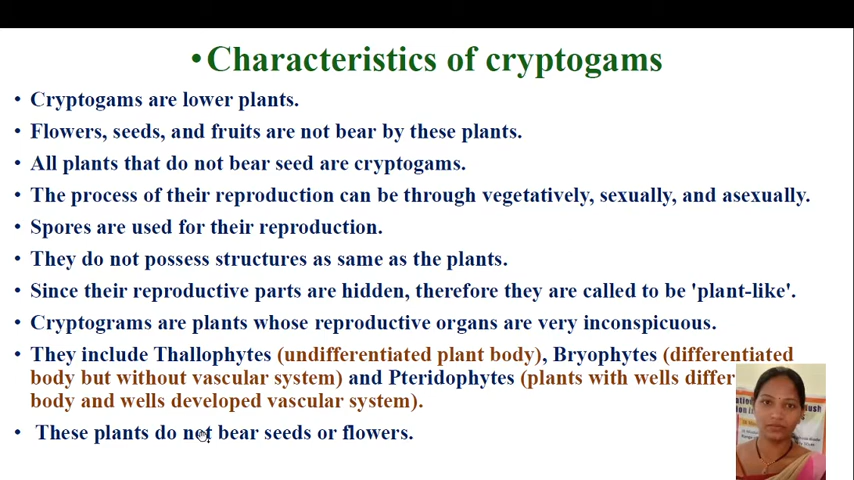 •Characteristics of cryptogams
• Cryptogams are lower plants.
• Flowers, seeds, and fruits are not bear by these plants.
• All plants that do not bear seed are cryptogams.
• The process of their reproduction can be through vegetatively, sexually, and asexually.
• Spores are used for their reproduction.
• They do not possess structures as same as the plants.
• Since their reproductive parts are hidden, therefore they are called to be 'plant-like'.
• Cryptograms are plants whose reproductive organs are very inconspicuous.
• They include Thallophytes (undifferentiated plant body), Bryophytes (differentiated
body but without vascular system) and Pteridophytes (plants with wells
body and wells developed vascular system).
• These plants do not bear seeds or flowers.